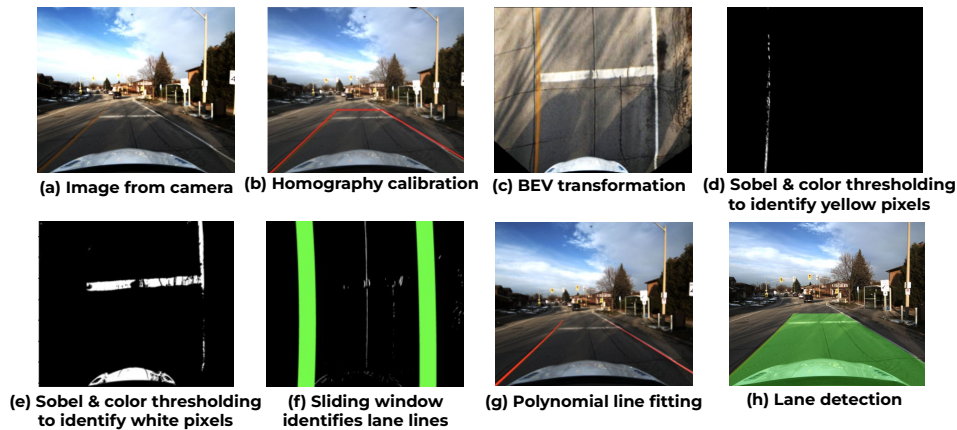 (a) Image from camera
(b) Homography calibration
(c) BEV transformation
(d) Sobel & color thresholding
to identify yellow pixels
(e) Sobel & color thresholding
to identify white pixels
(f) Sliding window
identifies lane lines
(g) Polynomial line fitting
(h) Lane detection